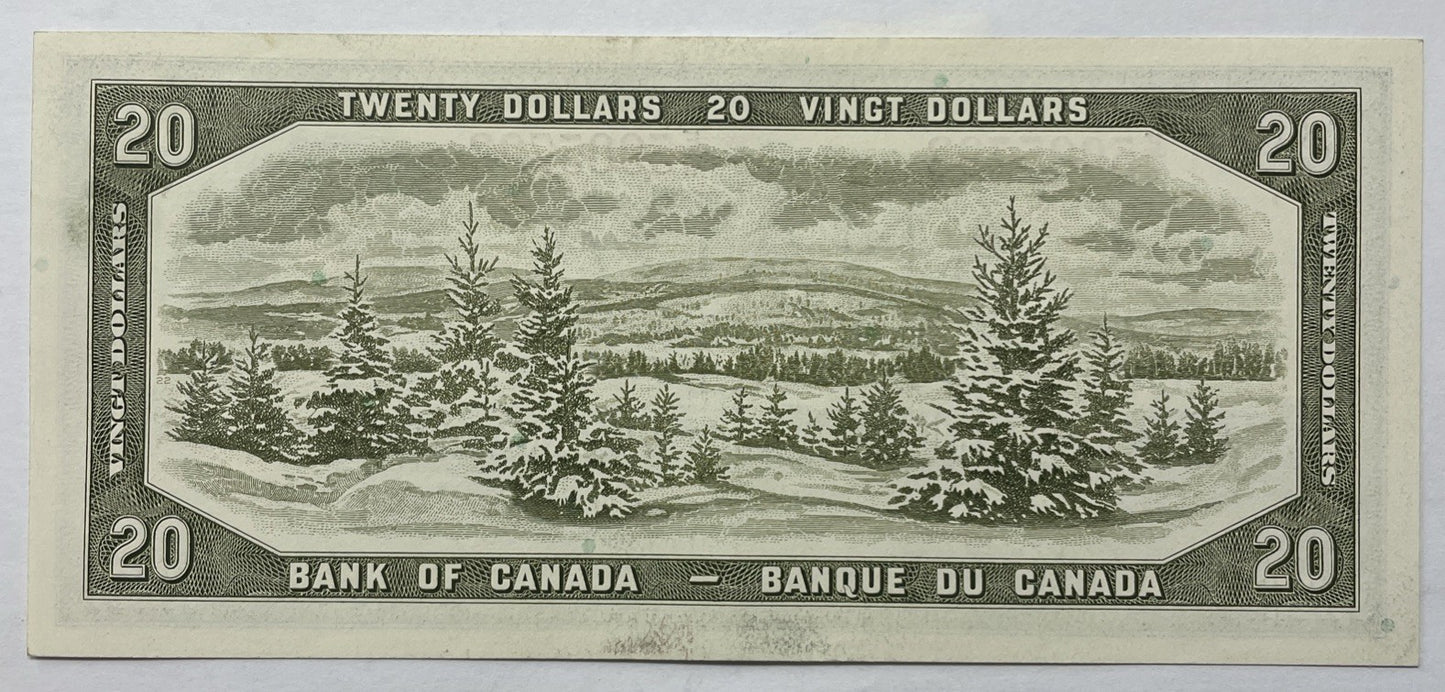 TWENTY DOLLARS 20 VINGT DOLLARS
20
20
VINGT DOLLARS
TWENTY DOLLARS
22
20
20
BANK OF CANADA — BANQUE DU CANADA